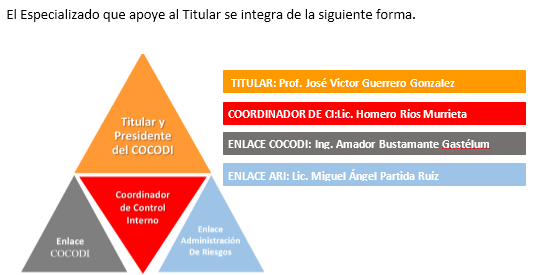 El Especializado que apoye al Titular se integra de la siguiente forma.
Titular y
Presidente
del COCODI
TITULAR: Prof. José Victor Guerrero Gonzalez
COORDINADOR DE CI:Lic. Homero Ríos Murrieta
ENLACE COCODI: Ing. Amador Bustamante Gastélum
ENLACE ARI: Lic. Miguel Ángel Partida Ruiz
Coordinador
de Control
Interno
Enlace
COCODI
Enlace
Administración
De Riesgos